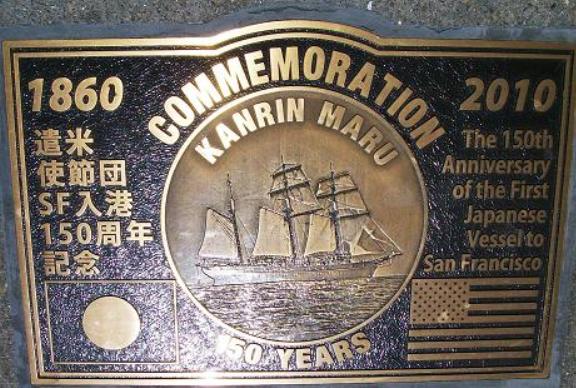 COMMEMORATION
KANRIN MARU
1860
遣米
使節団
SF入港
150周年
記念
2010
The 150th
Anniversary
of the First
Japanese
Vessel to
San Francisco
150 YEARS